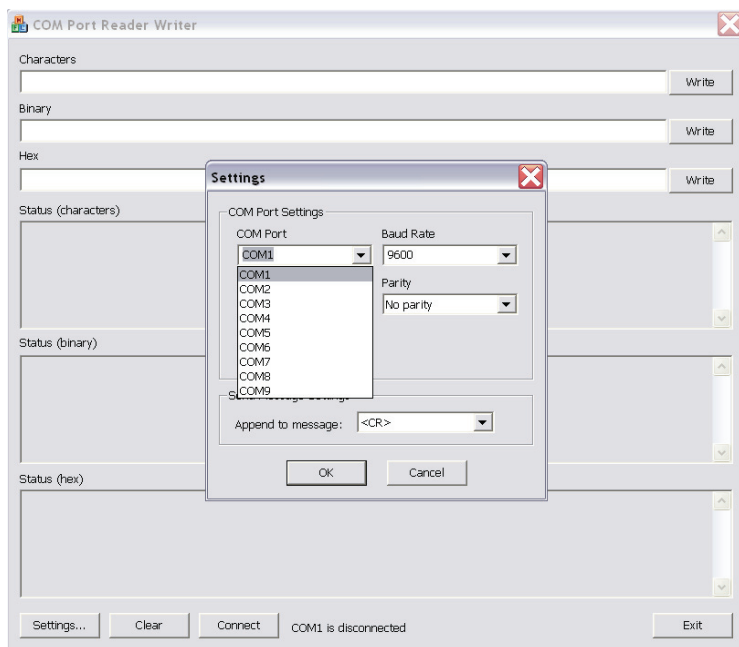 COM Port Reader Writer
Characters
Write
Binary
Write
Hex
Write
Status (characters)
Status (binary)
Status (hex)
Settings
COM Port Settings
COM Port
Baud Rate
COM1
9600
COM1
COM2
COM3
COM4
COM5
COM6
COM7
COM8
COM9
Parity
No parity
Append to message:
<CR>
OK
Cancel
Settings...
Clear
Connect
COM1 is disconnected
Exit